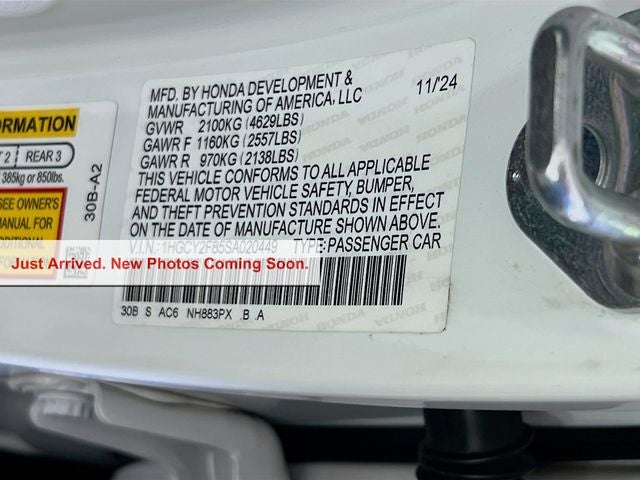 MFD. BY HONDA DEVELOPMENT &
MANUFACTURING OF AMERICA, LLC
11/24
GVWR 2100KG (4629LBS)
GAWR F 1160KG (2557LBS)
GAWR R 970KG (2138LBS)
THIS VEHICLE CONFORMS TO ALL APPLICABLE
FEDERAL MOTOR VEHICLE SAFETY, BUMPER,
AND THEFT PREVENTION STANDARDS IN EFFECT
ON THE DATE OF MANUFACTURE SHOWN ABOVE.
V.I.N.: 1HGCY2F65SA020449 TYPE:PASSENGER CAR
30B S AC6 NH883PX .B .A
ORMATION
2 REAR 3
385kg or 850lbs.
SEE OWNER'S
MANUAL FOR
ADDITIONAL
30B-A2
Just Arrived. New Photos Coming Soon.